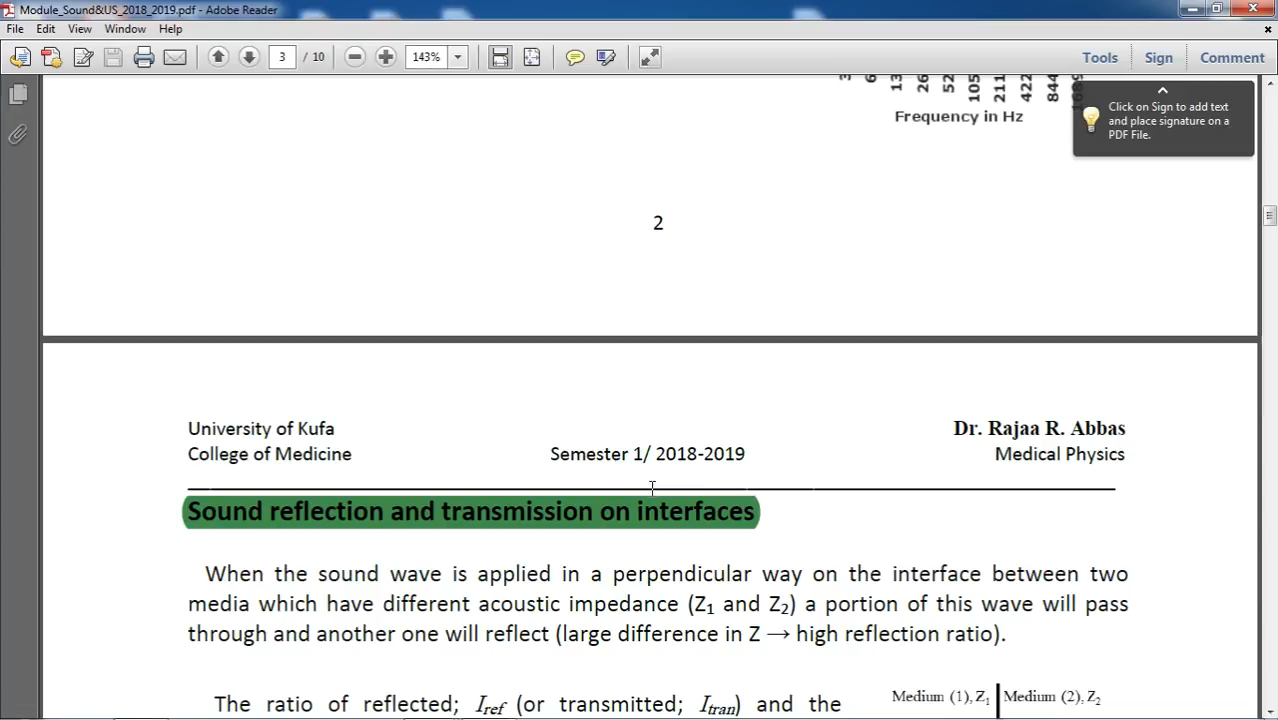 Module_Sound&US_2018_2019.pdf - Adobe Reader
File Edit View Window Help
3 / 10 143% Tools Sign Comment
13 26 52 105 211 422 844
Frequency in Hz
Click on Sign to add text
and place signature on a
PDF File.
2
University of Kufa Dr. Rajaa R. Abbas
College of Medicine Semester 1/ 2018-2019 Medical Physics
Sound reflection and transmission on interfaces
When the sound wave is applied in a perpendicular way on the interface between two
media which have different acoustic impedance (Z₁ and Z₂) a portion of this wave will pass
through and another one will reflect (large difference in Z → high reflection ratio).
The ratio of reflected; Iref (or transmitted; Itran) and the
Medium (1), Z₁ Medium (2), Z₂